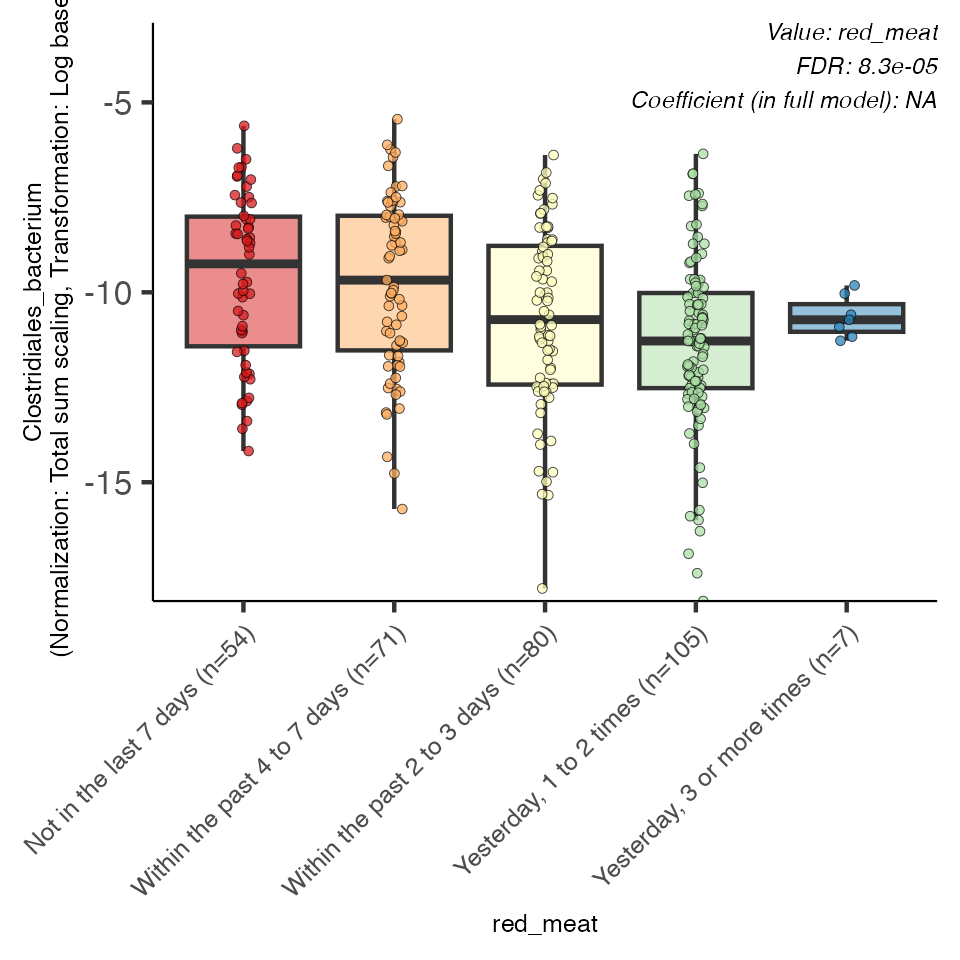 Value: red_meat
FDR: 8.3e-05
Coefficient (in full model): NA
Clostridiales_bacterium
(Normalization: Total sum scaling, Transformation: Log base
-5
-10
-15
Not in the last 7 days (n=54)
Within the past 4 to 7 days (n=71)
Within the past 2 to 3 days (n=80)
Yesterday, 1 to 2 times (n=105)
Yesterday, 3 or more times (n=7)
red_meat